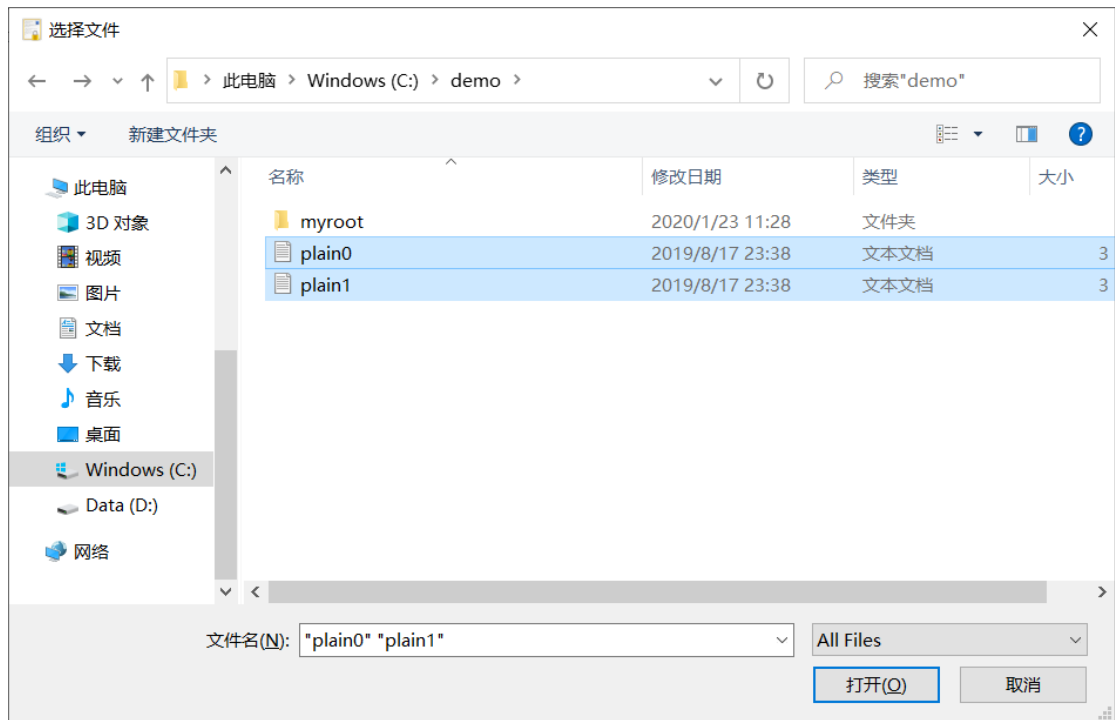 选择文件
此电脑 Windows (C:) demo 搜索"demo"
组织 新建文件夹 ?
名称 修改日期 类型 大小
myroot 2020/1/23 11:28 文件夹
plain0 2019/8/17 23:38 文本文档 3
plain1 2019/8/17 23:38 文本文档 3
此电脑
3D 对象
视频
图片
文档
下载
音乐
桌面
Windows (C:)
Data (D:)
网络
文件名(N): "plain0" "plain1" All Files
打开(O) 取消